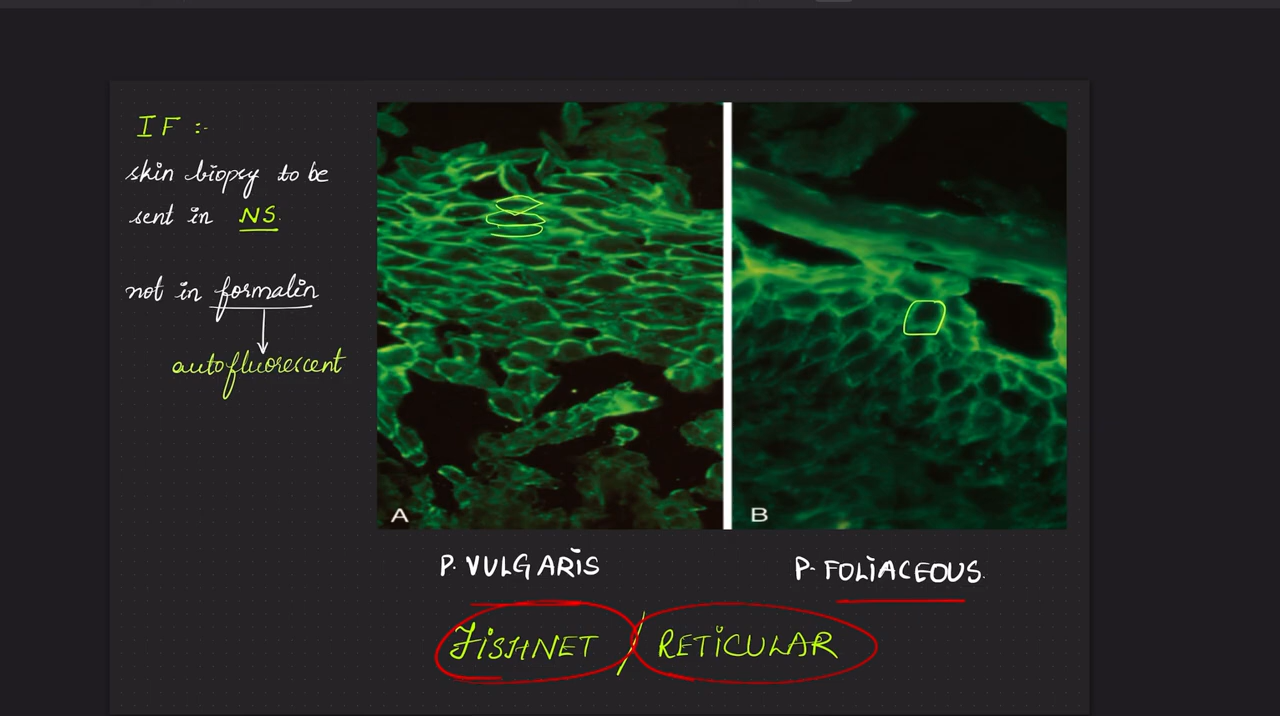 IF :-
skin biopsy to be
sent in NS.
not in formalin
autofluorescent
A
B
P. VULGARIS
P. FOLIACEOUS.
FISHNET / RETICULAR